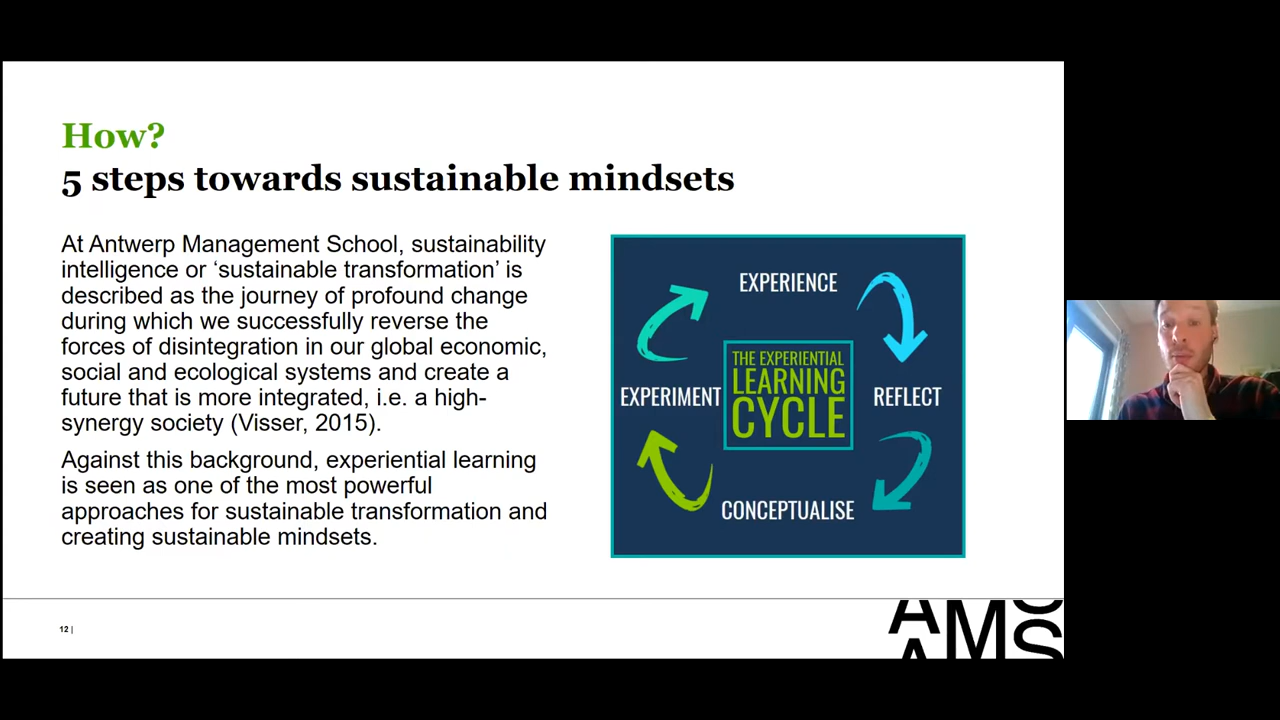 How?
5 steps towards sustainable mindsets
At Antwerp Management School, sustainability
intelligence or ‘sustainable transformation’ is
described as the journey of profound change
during which we successfully reverse the
forces of disintegration in our global economic,
social and ecological systems and create a
future that is more integrated, i.e. a high-
synergy society (Visser, 2015).
Against this background, experiential learning
is seen as one of the most powerful
approaches for sustainable transformation and
creating sustainable mindsets.
EXPERIENCE
THE EXPERIENTIAL
LEARNING
CYCLE
EXPERIMENT
REFLECT
CONCEPTUALISE
12 |
AMS